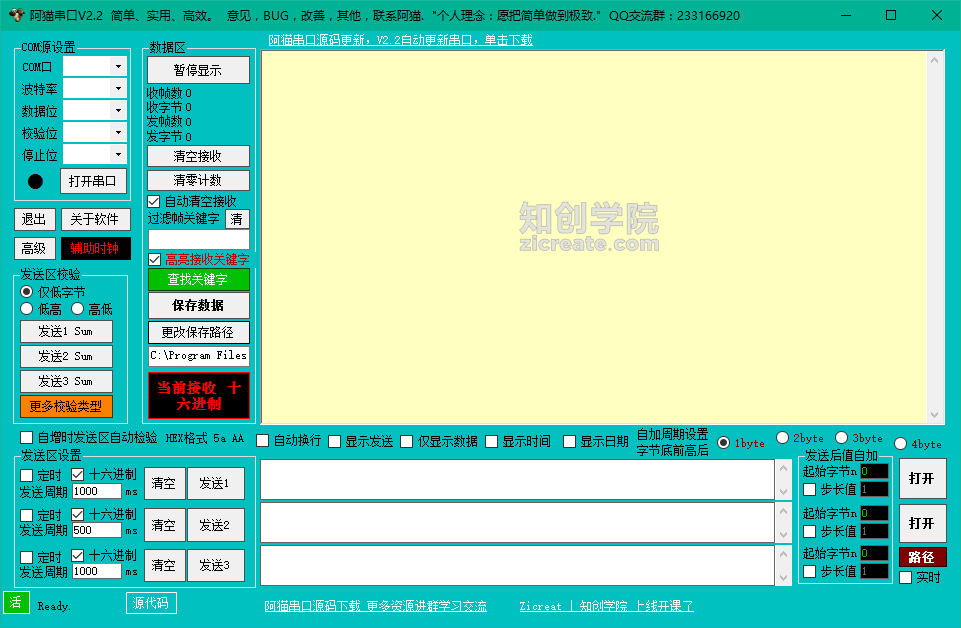 阿猫串口V2.2 简单、实用、高效。 意见，BUG，改善，其他，联系阿猫. "个人理念：愿把简单做到极致." QQ交流群：233166920
COM源设置
COM口
波特率
数据位
校验位
停止位
打开串口
退出 关于软件
高级 辅助时钟
发送区校验
仅低字节
低高 高低
发送1 Sum
发送2 Sum
发送3 Sum
更多校验类型
数据区
暂停显示
收帧数 0
收字节 0
发帧数 0
发字节 0
清空接收
清零计数
自动清空接收
过滤帧关键字 清
高亮接收关键字
查找关键字
保存数据
更改保存路径
C:\Program Files
当前接收 十
六进制
阿猫串口源码更新，V2.2自动更新串口，单击下载
知创学院
zicreate.com
自增时发送区自动检验 HEX格式 5a AA
自动换行 显示发送 仅显示数据 显示时间 显示日期
自加周期设置
字节底前高后
1byte 2byte 3byte 4byte
发送区设置
定时 十六进制
发送周期 1000 ms
清空 发送1
定时 十六进制
发送周期 500 ms
清空 发送2
定时 十六进制
发送周期 1000 ms
清空 发送3
发送后值自加
起始字节n 0
步长值 1
起始字节n 0
步长值 1
起始字节n 0
步长值 1
打开
打开
路径
实时
活 Ready. 源代码
阿猫串口源码下载 更多资源进群学习交流
Zicreat | 知创学院 上线开课了